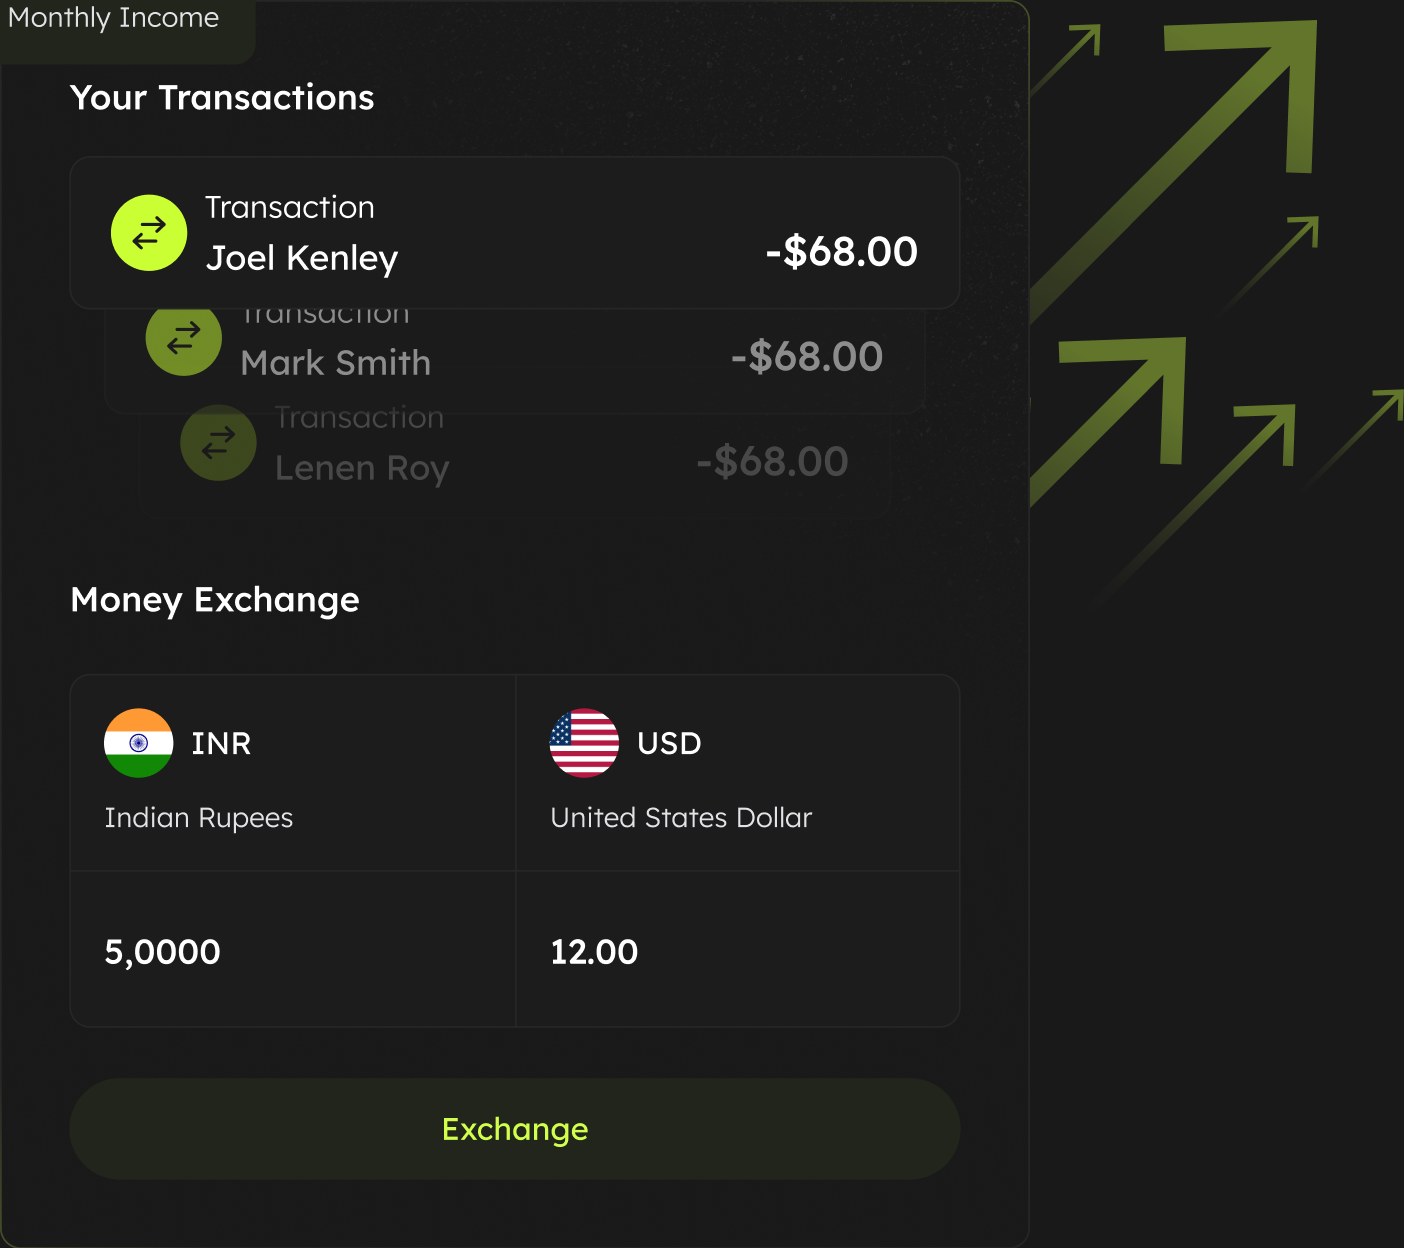 Monthly Income
Your Transactions
Transaction
Joel Kenley
-$68.00
Transaction
Mark Smith
-$68.00
Transaction
Lenen Roy
-$68.00
Money Exchange
INR
USD
Indian Rupees
United States Dollar
5,0000
12.00
Exchange